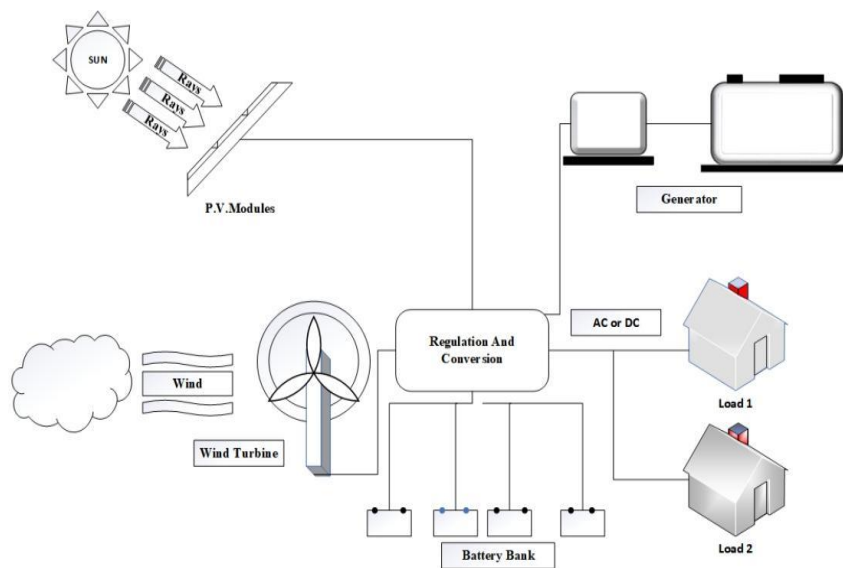 SUN
Rays
Rays
Rays
P.V.Modules
Generator
AC or DC
Regulation And
Conversion
Wind
Load 1
Wind Turbine
Load 2
Battery Bank